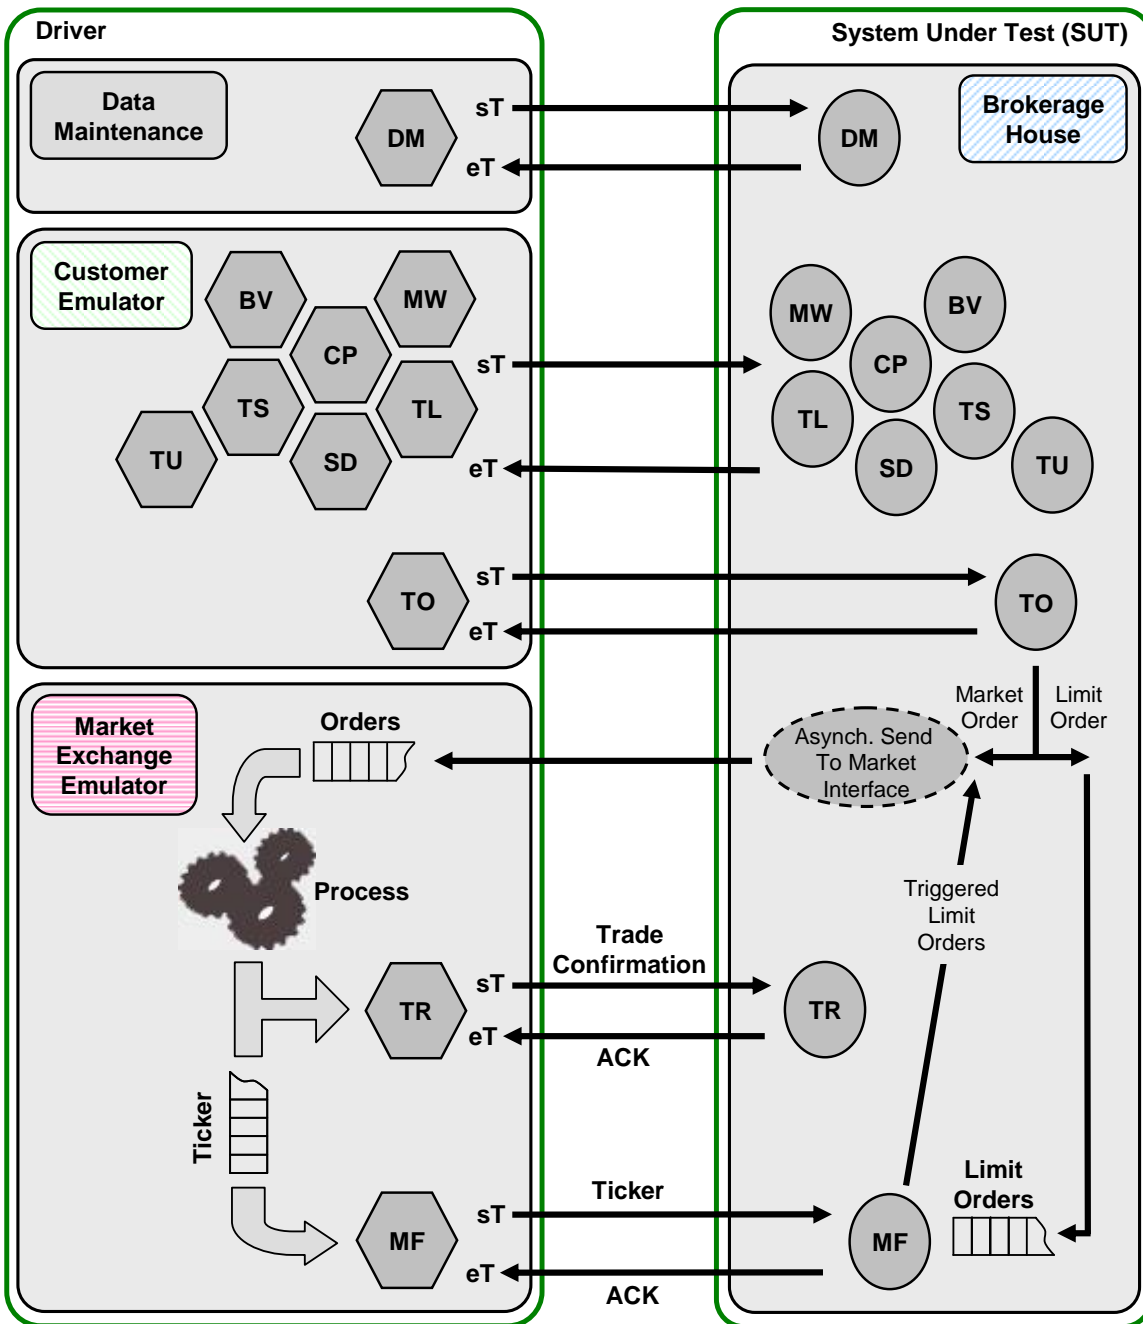 Driver
System Under Test (SUT)
Data
Maintenance
DM
sT
eT
DM
Brokerage
House
Customer
Emulator
BV
MW
CP
TS
TL
TU
SD
sT
eT
MW
BV
CP
TL
TS
SD
TU
TO
sT
eT
TO
Market
Order
Limit
Order
Market
Exchange
Emulator
Orders
Asynch. Send
To Market
Interface
Process
Triggered
Limit
Orders
Trade
Confirmation
TR
sT
eT
ACK
TR
Ticker
Ticker
MF
sT
eT
ACK
MF
Limit
Orders